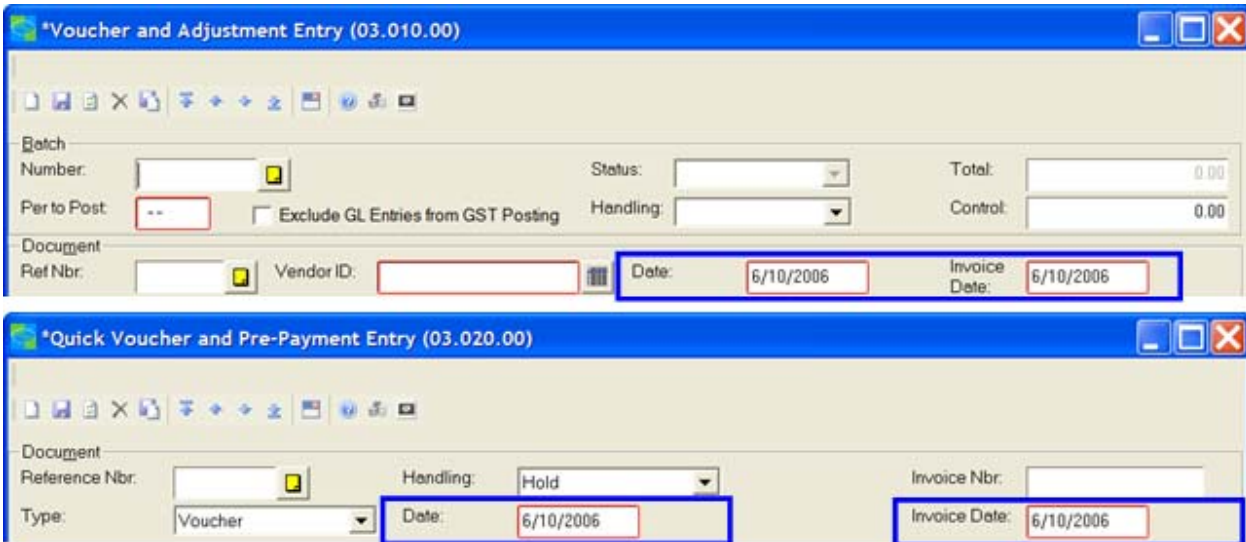 *Voucher and Adjustment Entry (03.010.00)
Batch
Number: Status: Total: 0.00
Per to Post: -- Exclude GL Entries from GST Posting Handling: Control: 0.00
Document
Ref Nbr: Vendor ID: Date: 6/10/2006 Invoice Date: 6/10/2006
*Quick Voucher and Pre-Payment Entry (03.020.00)
Document
Reference Nbr: Handling: Hold Invoice Nbr:
Type: Voucher Date: 6/10/2006 Invoice Date: 6/10/2006